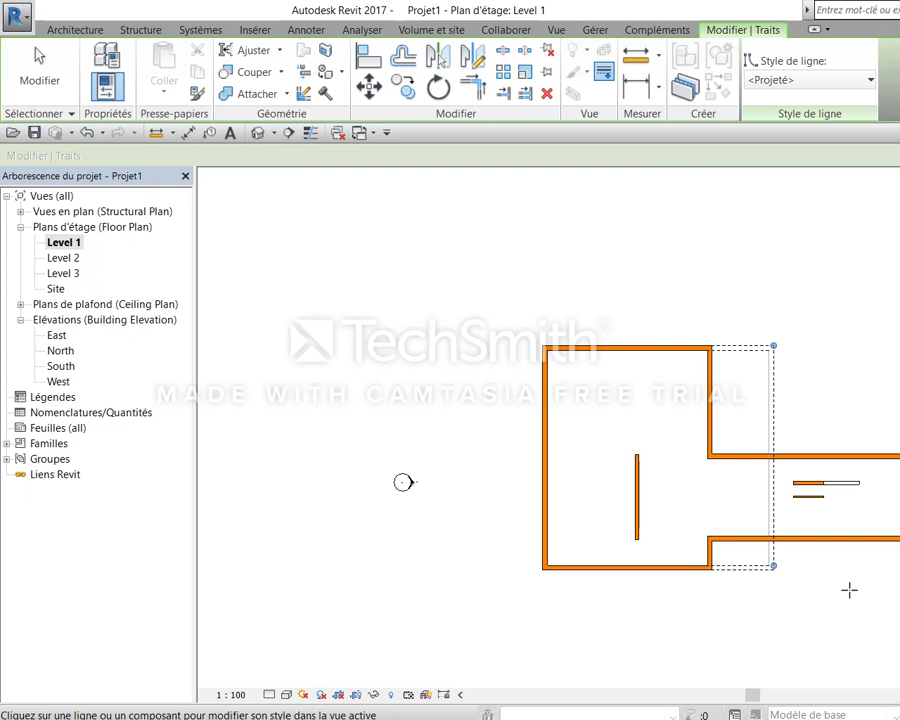 Autodesk Revit 2017 - Projet1 - Plan d'étage: Level 1
Entrez mot-clé ou ex
Architecture Structure Systèmes Insérer Annoter Analyser Volume et site Collaborer Vue Gérer Compléments Modifier | Traits
Modifier
Coller
Ajuster
Couper
Attacher
Style de ligne:
<Projeté>
Sélectionner Propriétés Presse-papiers Géométrie Modifier Vue Mesurer Créer Style de ligne
Modifier | Traits
Arborescence du projet - Projet1
Vues (all)
Vues en plan (Structural Plan)
Plans d'étage (Floor Plan)
Level 1
Level 2
Level 3
Site
Plans de plafond (Ceiling Plan)
Elévations (Building Elevation)
East
North
South
West
Légendes
Nomenclatures/Quantités
Feuilles (all)
Familles
Groupes
Liens Revit
TechSmith
MADE WITH CAMTASIA FREE TRIAL
1 : 100
Cliquez sur une ligne ou un composant pour modifier son style dans la vue active
:0
Modèle de base